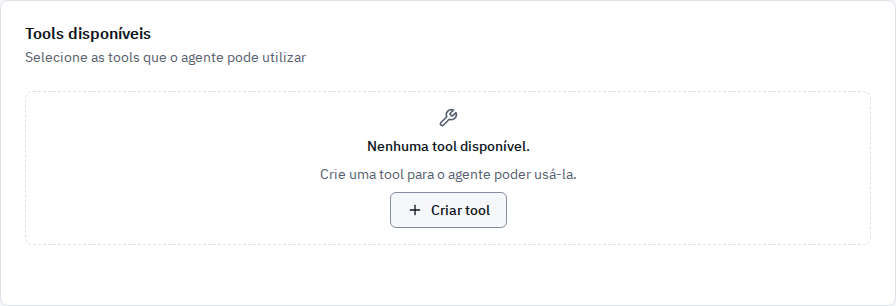 Tools disponíveis
Selecione as tools que o agente pode utilizar
Nenhuma tool disponível.
Crie uma tool para o agente poder usá-la.
Criar tool